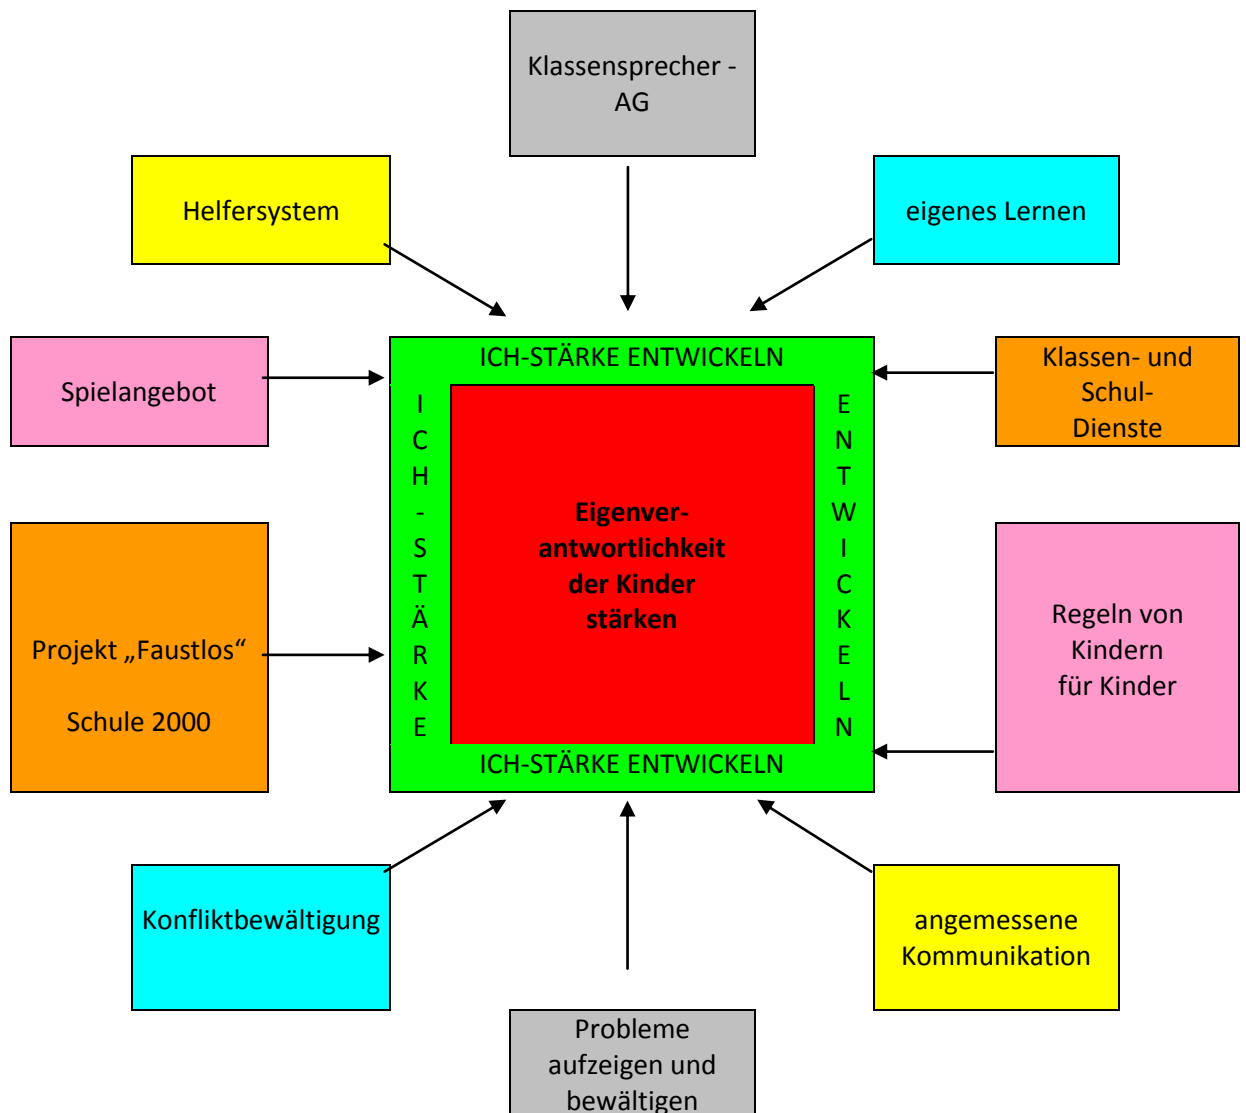 Klassensprecher -
AG
Helfersystem
eigenes Lernen
ICH-STÄRKE ENTWICKELN
Spielangebot
Klassen- und
Schul-
Dienste
I
C
H
-
S
T
Ä
R
K
E
Eigenver-
antwortlichkeit
der Kinder
stärken
E
N
T
W
I
C
K
E
L
N
Projekt „Faustlos“
Schule 2000
Regeln von
Kindern
für Kinder
ICH-STÄRKE ENTWICKELN
Konfliktbewältigung
angemessene
Kommunikation
Probleme
aufzeigen und
bewältigen